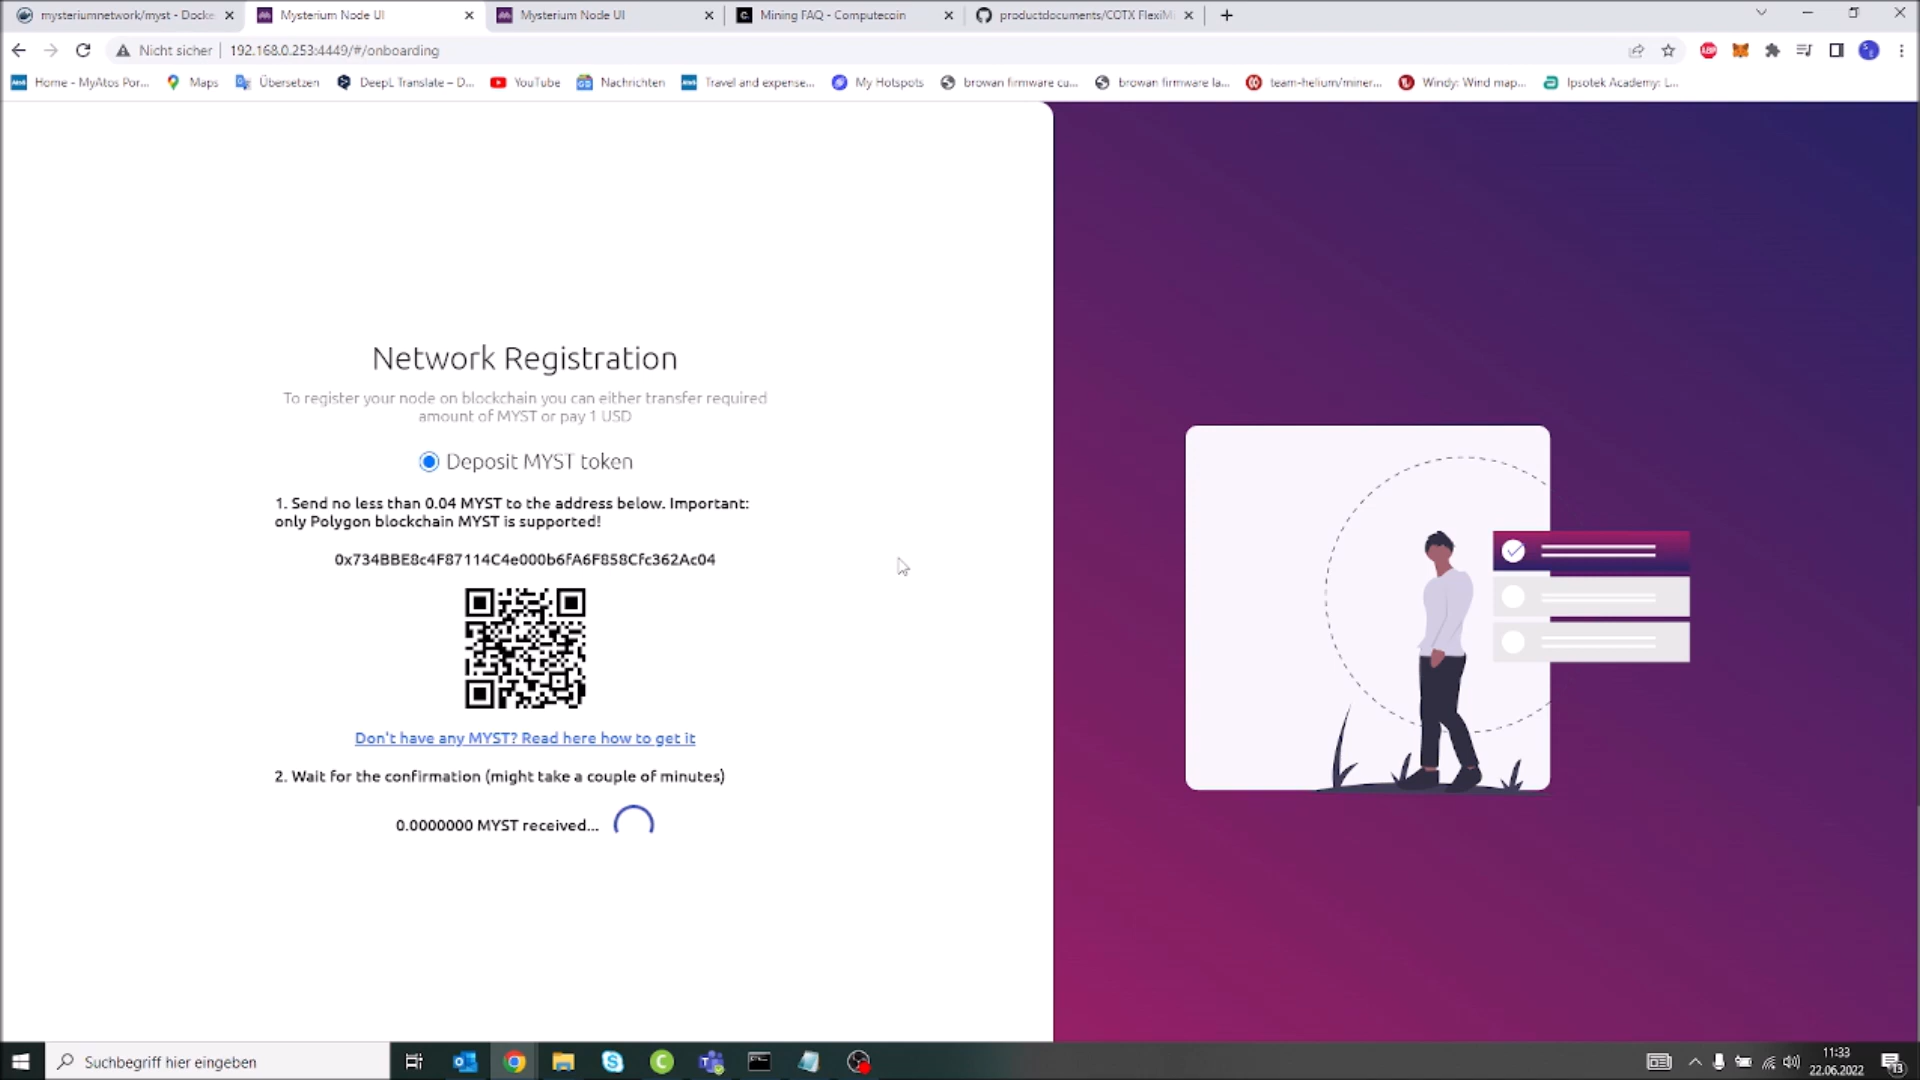 mysteriumnetwork/myst - Docke
Mysterium Node UI
Mysterium Node UI
Mining FAQ - Computecoin
productdocuments/COTX FlexiMi
Nicht sicher
192.168.0.253:4449/#/onboarding
Home - MyAtos Por...
Maps
Übersetzen
DeepL Translate – D...
YouTube
Nachrichten
Travel and expense...
My Hotspots
browan firmware cu...
browan firmware la...
team-helium/miner...
Windy: Wind map...
Ipsotek Academy: L...
Network Registration
To register your node on blockchain you can either transfer required
amount of MYST or pay 1 USD
Deposit MYST token
1. Send no less than 0.04 MYST to the address below. Important:
only Polygon blockchain MYST is supported!
0x734BBE8c4F87114C4e000b6fA6F858Cfc362Ac04
Don't have any MYST? Read here how to get it
2. Wait for the confirmation (might take a couple of minutes)
0.0000000 MYST received...
Suchbegriff hier eingeben
11:33
22.06.2022
13